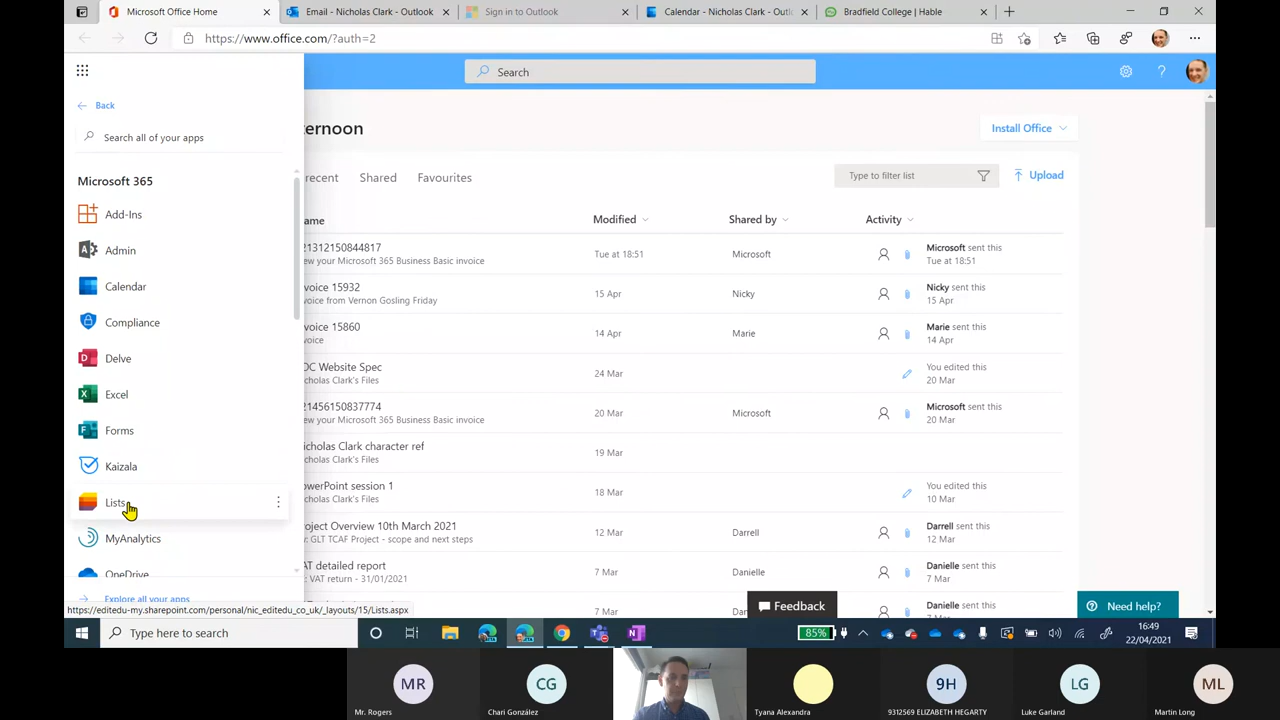 Microsoft Office Home
Email - Nicholas Clark - Outlook
Sign in to Outlook
Calendar - Nicholas Clark - Outlook
Bradfield College | Hable
https://www.office.com/?auth=2
Search
Back
Search all of your apps
ternoon
Install Office
Microsoft 365
recent
Shared
Favourites
Type to filter list
Upload
Add-Ins
ame
Modified
Shared by
Activity
Admin
21312150844817
ew your Microsoft 365 Business Basic invoice
Tue at 18:51
Microsoft
Microsoft sent this
Tue at 18:51
Calendar
voice 15932
voice from Vernon Gosling Friday
15 Apr
Nicky
Nicky sent this
15 Apr
Compliance
voice 15860
voice
14 Apr
Marie
Marie sent this
14 Apr
Delve
OC Website Spec
icholas Clark's Files
24 Mar
You edited this
20 Mar
Excel
21456150837774
ew your Microsoft 365 Business Basic invoice
20 Mar
Microsoft
Microsoft sent this
20 Mar
Forms
icholas Clark character ref
icholas Clark's Files
19 Mar
Kaizala
owerPoint session 1
icholas Clark's Files
18 Mar
You edited this
10 Mar
Lists
oject Overview 10th March 2021
y: GLT TCAF Project - scope and next steps
12 Mar
Darrell
Darrell sent this
12 Mar
MyAnalytics
AT detailed report
: VAT return - 31/01/2021
7 Mar
Danielle
Danielle sent this
7 Mar
OneDrive
Explore all your apps
7 Mar
Danielle
Danielle sent this
Feedback
Need help?
https://editedu-my.sharepoint.com/personal/nic_editedu_co_uk/_layouts/15/Lists.aspx
Type here to search
85%
16:49
22/04/2021
MR
CG
9H
LG
ML
Mr. Rogers
Chari González
Tyana Alexandra
9312569 ELIZABETH HEGARTY
Luke Garland
Martin Long